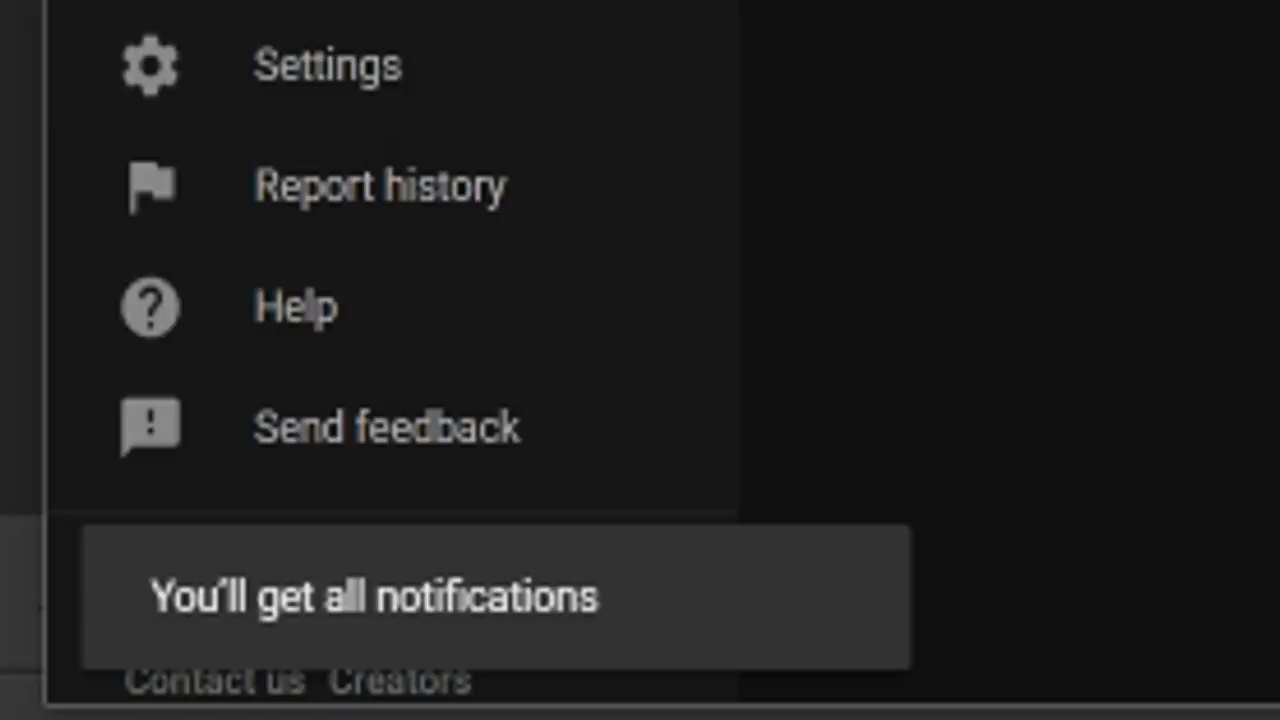 Settings
Report history
Help
Send feedback
You'll get all notifications
Contact us Creators